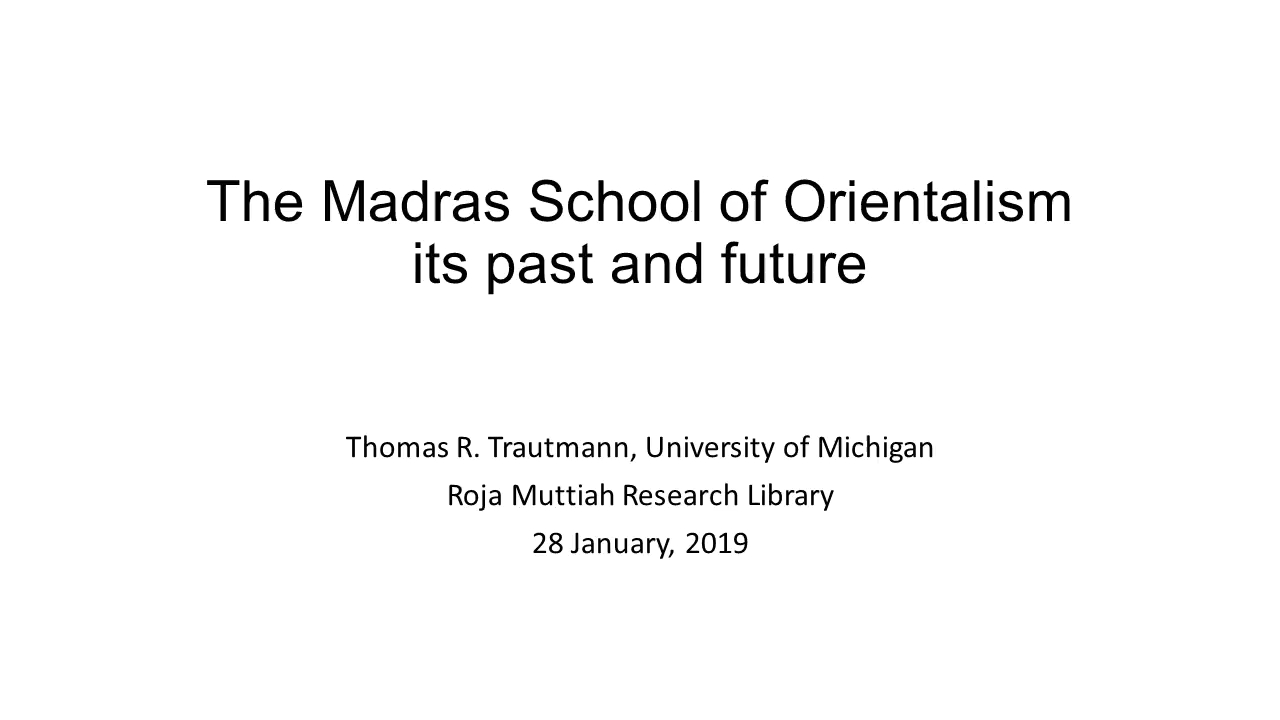 The Madras School of Orientalism
its past and future
Thomas R. Trautmann, University of Michigan
Roja Muttiah Research Library
28 January, 2019